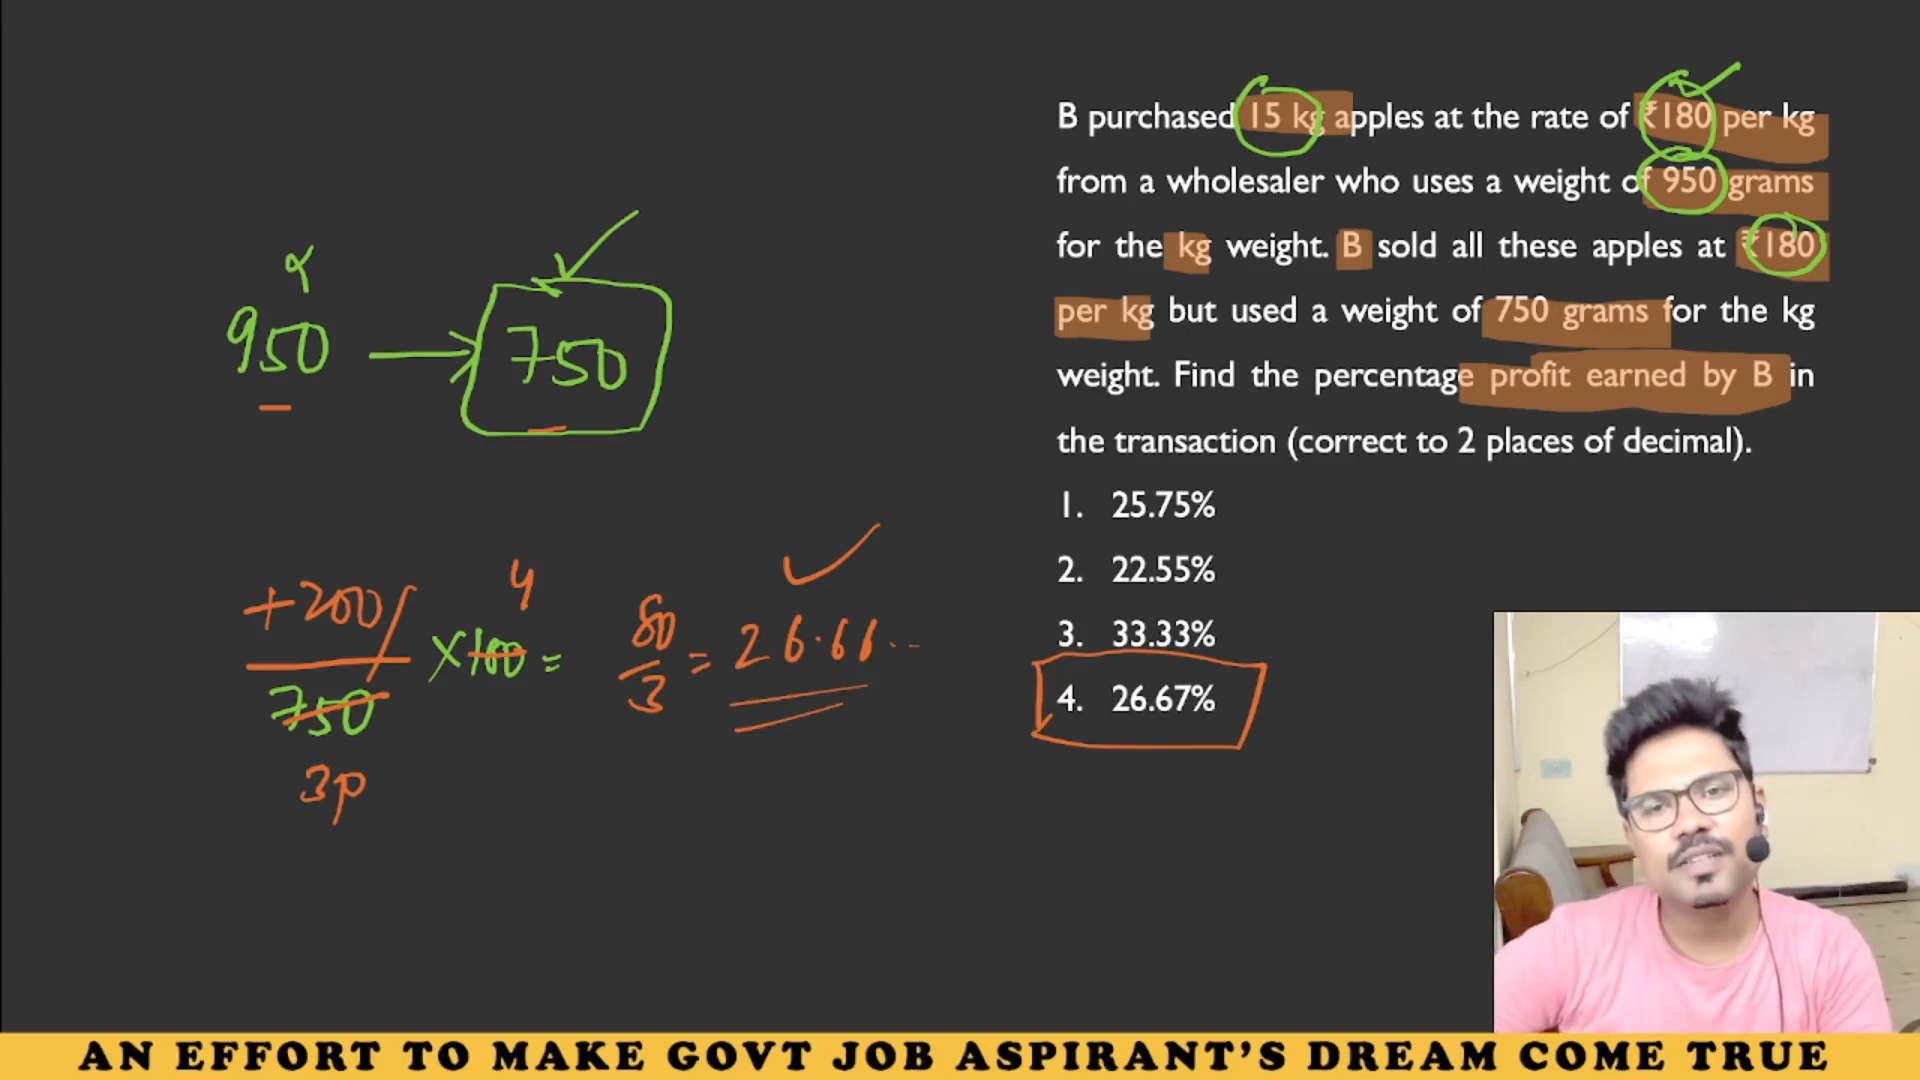 B purchased 15 kg apples at the rate of ₹180 per kg
from a wholesaler who uses a weight of 950 grams
for the kg weight. B sold all these apples at ₹180
per kg but used a weight of 750 grams for the kg
weight. Find the percentage profit earned by B in
the transaction (correct to 2 places of decimal).
1. 25.75%
2. 22.55%
3. 33.33%
4. 26.67%
950 → 750
+200
750
×100 =
4
80
3
= 26.66..
AN EFFORT TO MAKE GOVT JOB ASPIRANT'S DREAM COME TRUE